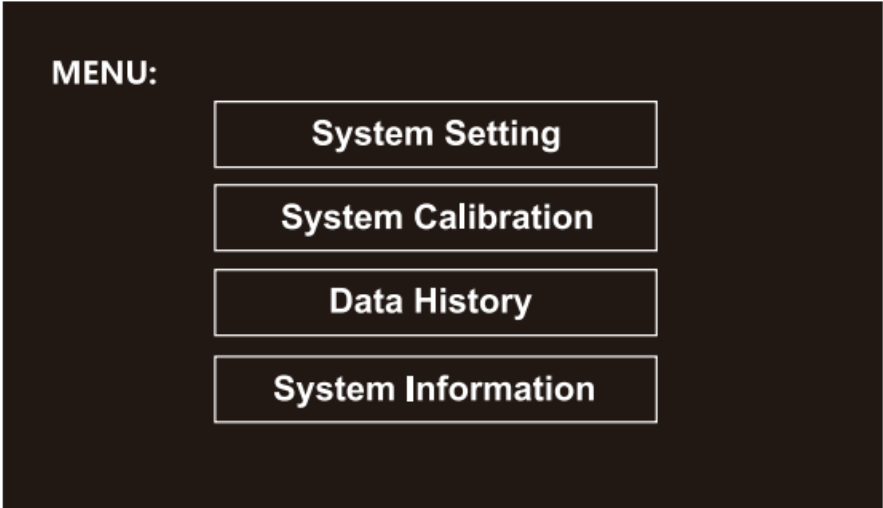 MENU:
System Setting
System Calibration
Data History
System Information